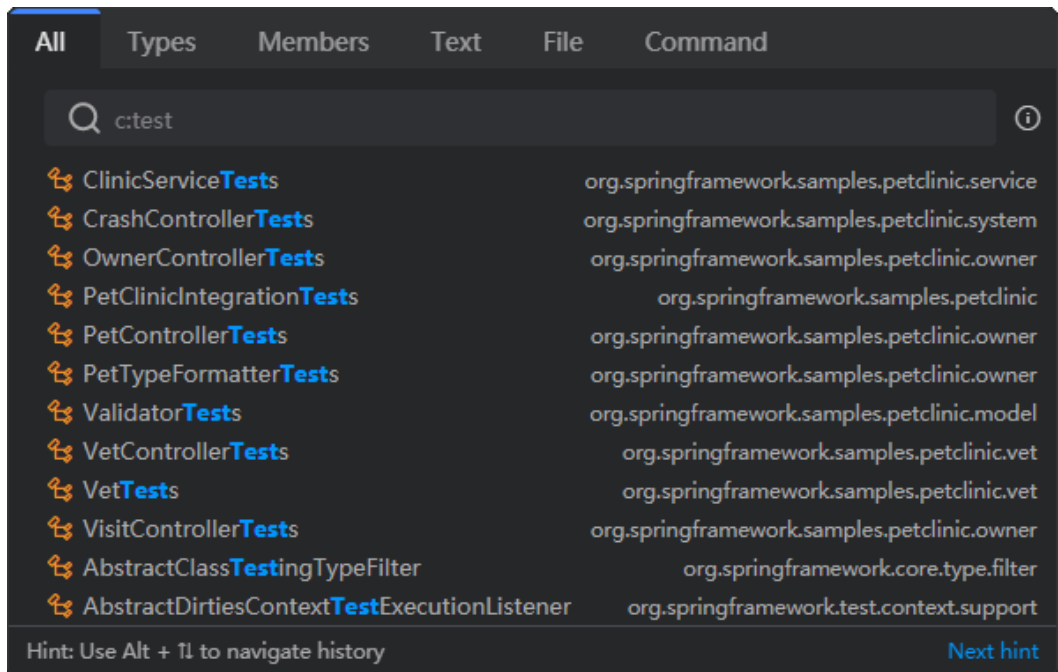 All Types Members Text File Command
c:test
ClinicServiceTests org.springframework.samples.petclinic.service
CrashControllerTests org.springframework.samples.petclinic.system
OwnerControllerTests org.springframework.samples.petclinic.owner
PetClinicIntegrationTests org.springframework.samples.petclinic
PetControllerTests org.springframework.samples.petclinic.owner
PetTypeFormatterTests org.springframework.samples.petclinic.owner
ValidatorTests org.springframework.samples.petclinic.model
VetControllerTests org.springframework.samples.petclinic.vet
VetTests org.springframework.samples.petclinic.vet
VisitControllerTests org.springframework.samples.petclinic.owner
AbstractClassTestingTypeFilter org.springframework.core.type.filter
AbstractDirtiesContextTestExecutionListener org.springframework.test.context.support
Hint: Use Alt + ⇅ to navigate history Next hint